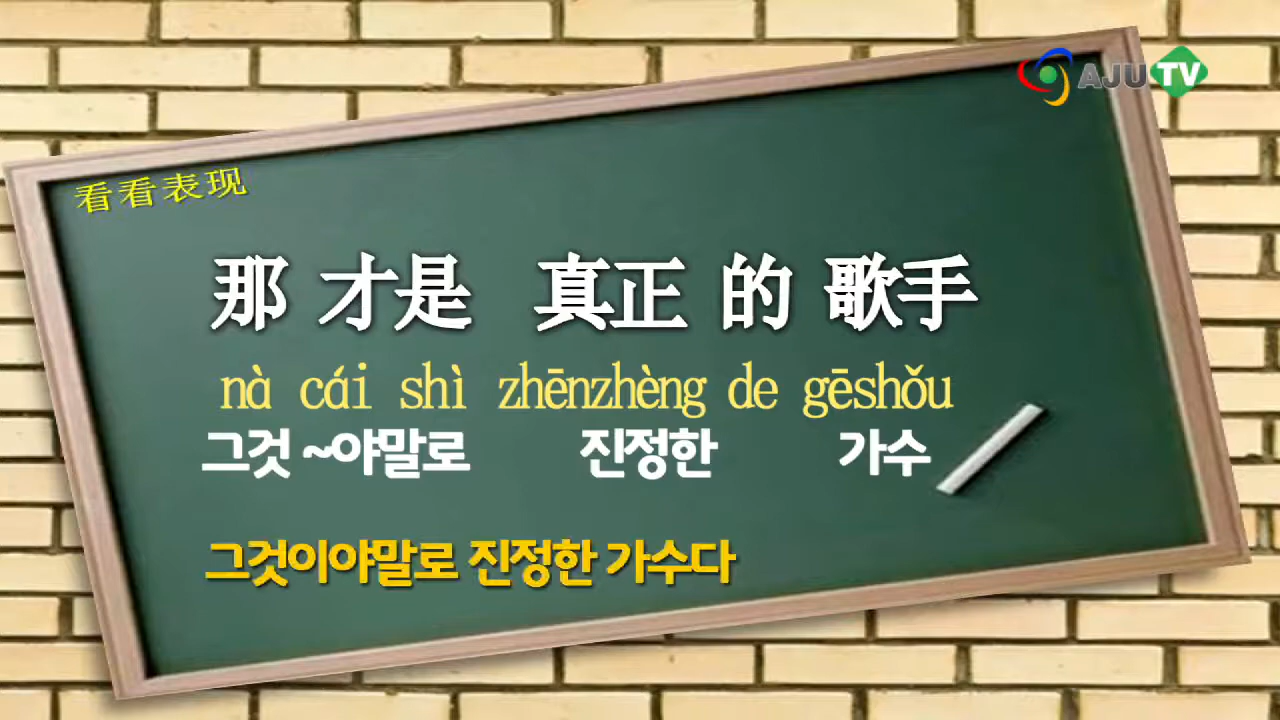 AJU TV
看看表现
那 才是 真正 的 歌手
nà cái shì zhēnzhèng de gēshǒu
그것 ~야말로 진정한 가수
그것이야말로 진정한 가수다